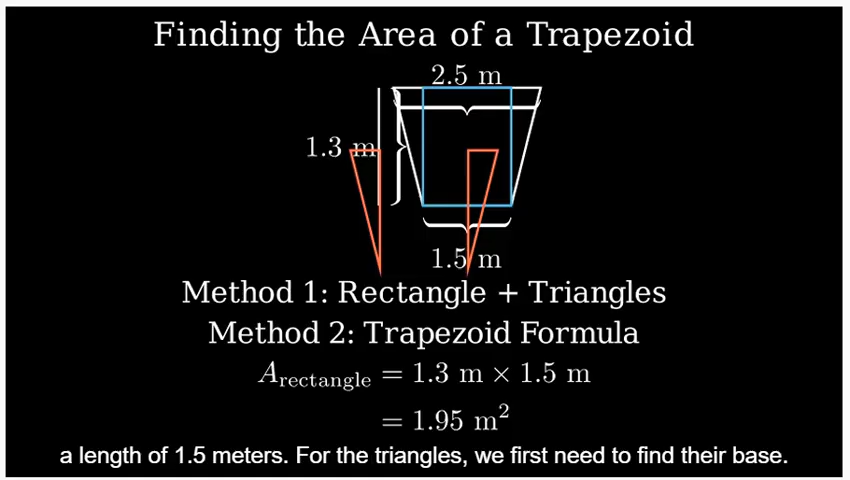 Finding the Area of a Trapezoid
2.5 m
1.3 m
1.5 m
Method 1: Rectangle + Triangles
Method 2: Trapezoid Formula
A_rectangle = 1.3 m × 1.5 m
= 1.95 m²
a length of 1.5 meters. For the triangles, we first need to find their base.